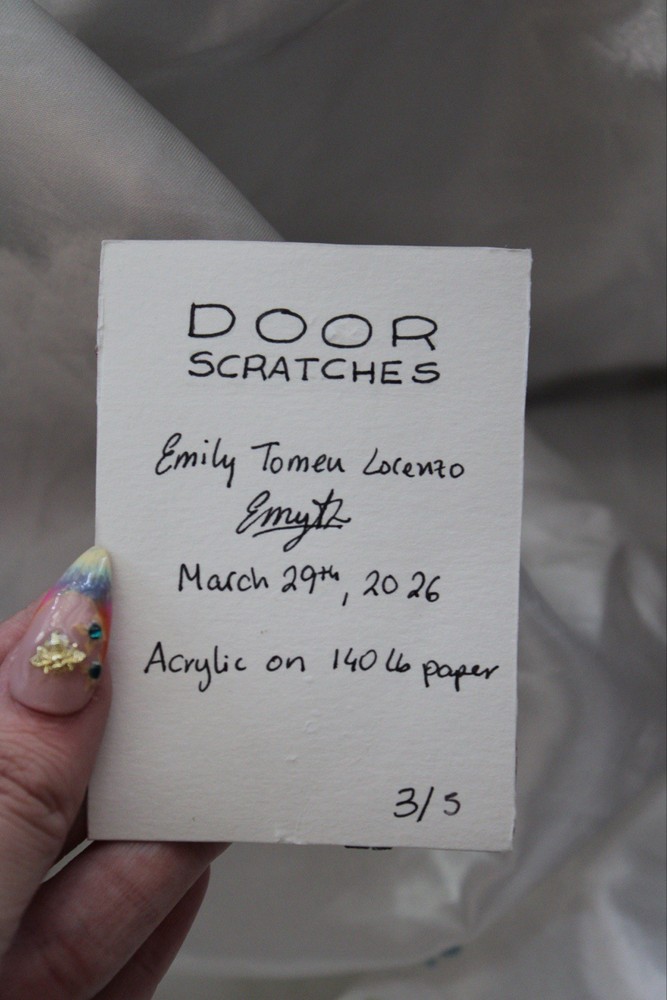 DOOR
SCRATCHES
Emily Tomeu Lorenzo
March 29th, 2026
Acrylic on 140 lb paper
3/5